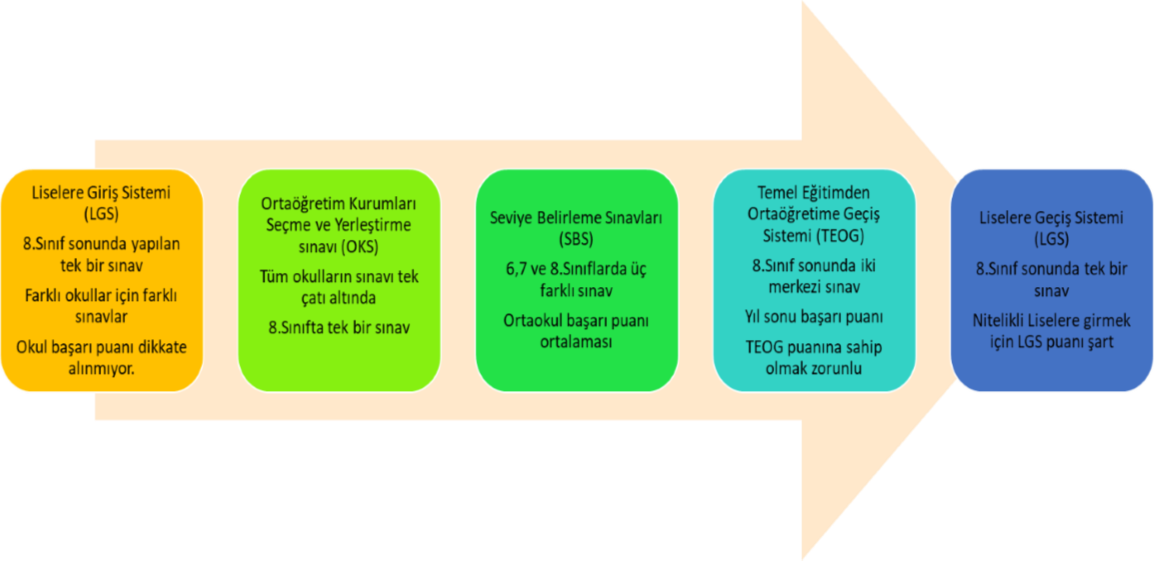 Liselere Giriş Sistemi
(LGS)
8.Sınıf sonunda yapılan
tek bir sınav
Farklı okullar için farklı
sınavlar
Okul başarı puanı dikkate
alınmıyor.
Ortaöğretim Kurumları
Seçme ve Yerleştirme
sınavı (OKS)
Tüm okulların sınavı tek
çatı altında
8.Sınıfta tek bir sınav
Seviye Belirleme Sınavları
(SBS)
6,7 ve 8.Sınıflarda üç
farklı sınav
Ortaokul başarı puanı
ortalaması
Temel Eğitimden
Ortaöğretime Geçiş
Sistemi (TEOG)
8.Sınıf sonunda iki
merkezi sınav
Yıl sonu başarı puanı
TEOG puanına sahip
olmak zorunlu
Liselere Geçiş Sistemi
(LGS)
8.Sınıf sonunda tek bir
sınav
Nitelikli Liselere girmek
için LGS puanı şart